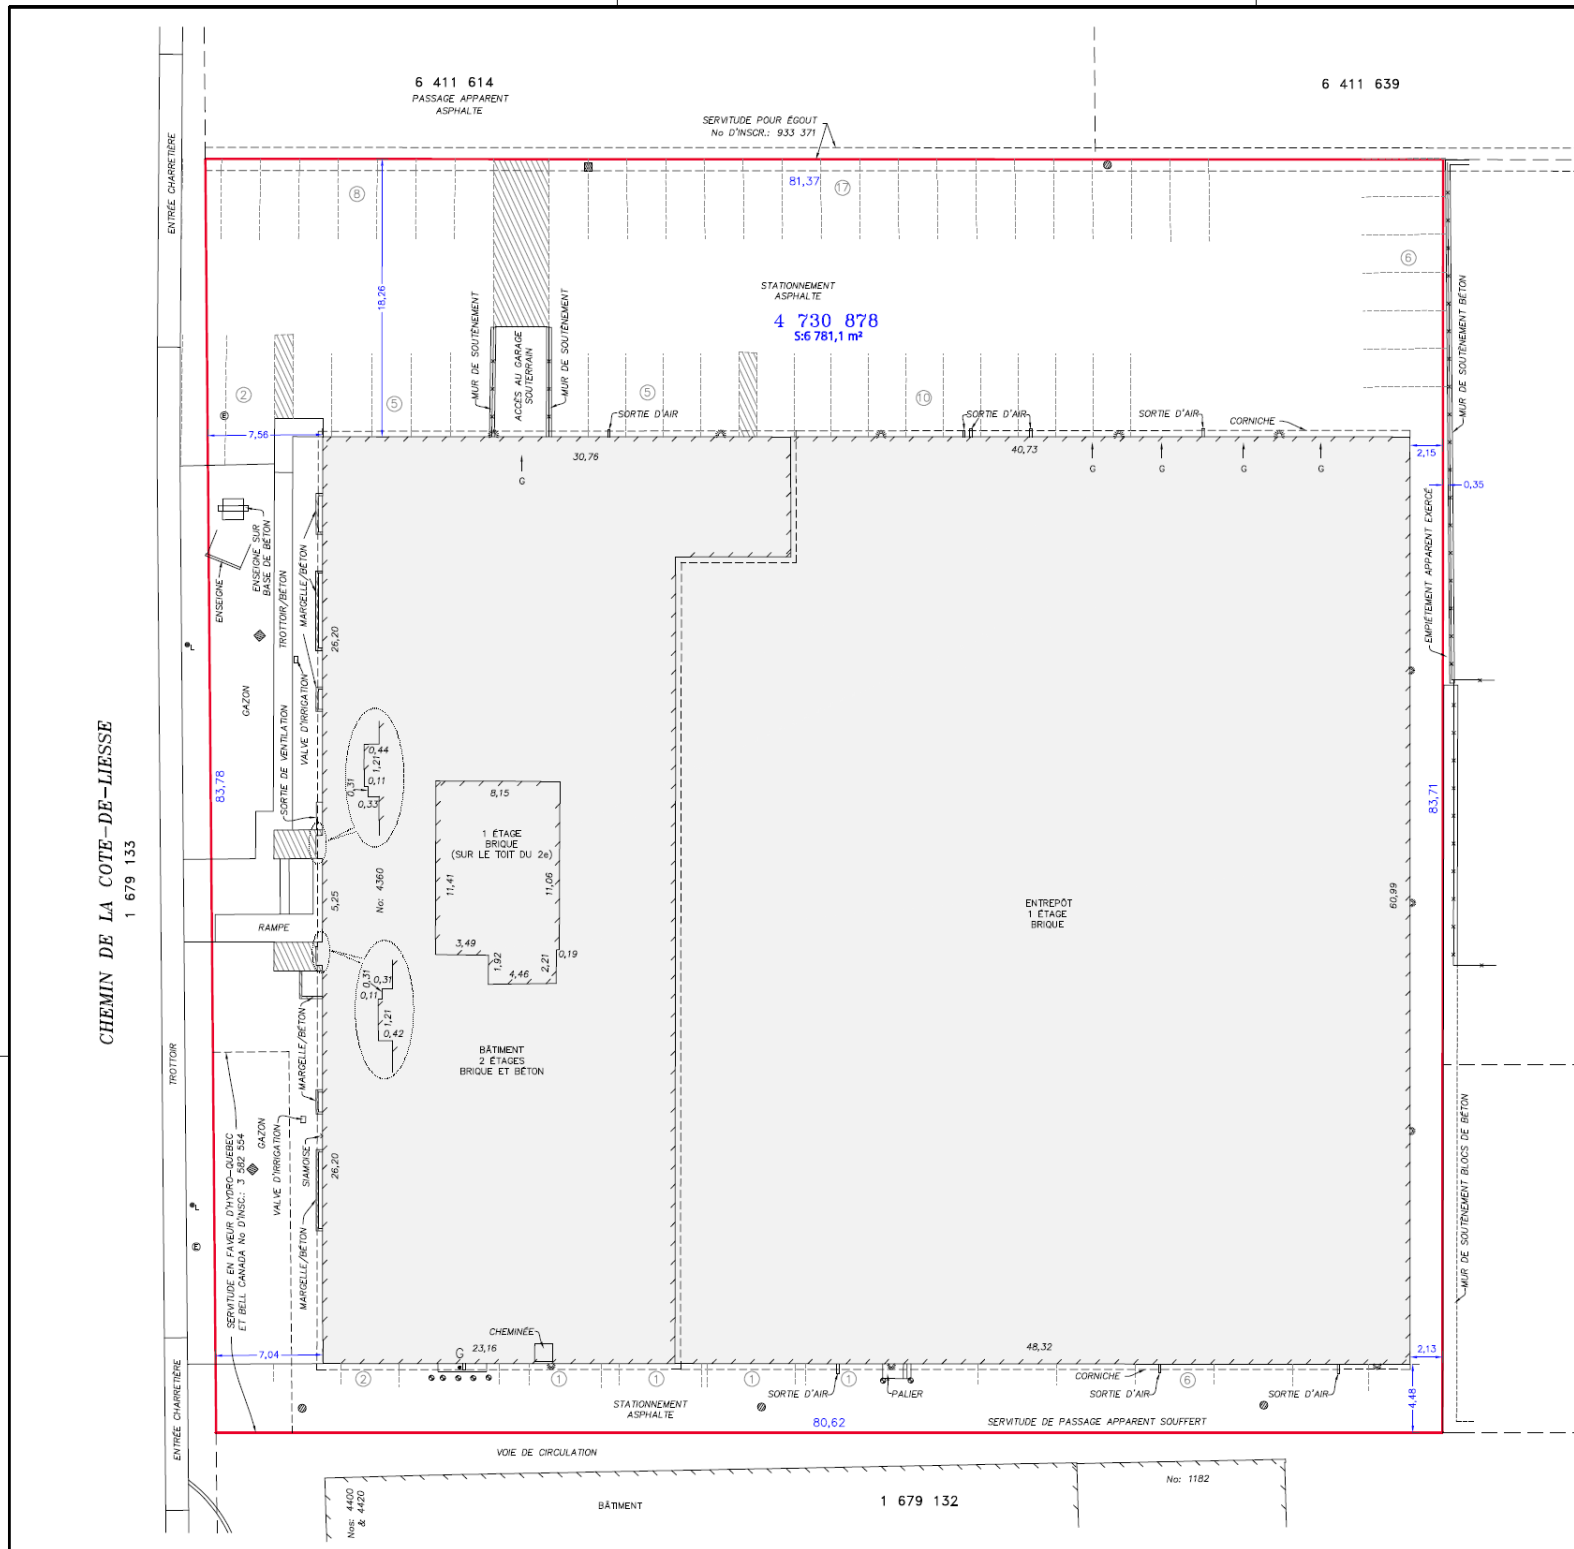 6 411 614
PASSAGE APPARENT
ASPHALTE
6 411 639
SERVITUDE POUR ÉGOUT
No D'INSCR.: 933 371
ENTRÉE CHARRETIÈRE
81,37
8
17
6
18,26
STATIONNEMENT
ASPHALTE
4 730 878
S:6 781,1 m²
MUR DE SOUTÈNEMENT
ACCÈS AU GARAGE
SOUTERRAIN
MUR DE SOUTÈNEMENT
MUR DE SOUTÈNEMENT BÉTON
2
5
5
10
SORTIE D'AIR
SORTIE D'AIR
SORTIE D'AIR
CORNICHE
7,56
30,76
40,73
2,15
G
G
G
G
G
0,35
EMPIÉTEMENT APPARENT EXERCÉ
ENSEIGNE SUR
BASE DE BÉTON
ENSEIGNE
TROTTOIR/BÉTON
MARGELLE/BÉTON
26,20
GAZON
VALVE D'IRRIGATION
SORTIE DE VENTILATION
83,78
CHEMIN DE LA COTE-DE-LIESSE
1 679 133
0,44
1,21
0,11
0,31
0,33
8,15
1 ÉTAGE
BRIQUE
(SUR LE TOIT DU 2e)
11,41
11,06
No: 4360
5,25
3,49
1,92
4,46
2,21
0,19
RAMPE
0,31
0,31
0,11
1,21
0,42
83,71
60,99
ENTREPÔT
1 ÉTAGE
BRIQUE
BÂTIMENT
2 ÉTAGES
BRIQUE ET BÉTON
TROTTOIR
MARGELLE/BÉTON
SERVITUDE EN FAVEUR D'HYDRO-QUEBEC
ET BELL CANADA No D'INSC.: 3 582 554
GAZON
VALVE D'IRRIGATION
SIAMOISE
26,20
MARGELLE/BÉTON
MUR DE SOUTÈNEMENT BLOCS DE BÉTON
CHEMINÉE
G
23,16
48,32
7,04
2,13
2
1
1
1
1
6
CORNICHE
SORTIE D'AIR
PALIER
SORTIE D'AIR
SORTIE D'AIR
4,48
STATIONNEMENT
ASPHALTE
80,62
SERVITUDE DE PASSAGE APPARENT SOUFFERT
ENTRÉE CHARRETIÈRE
VOIE DE CIRCULATION
Nos: 4400
& 4420
BÂTIMENT
1 679 132
No: 1182